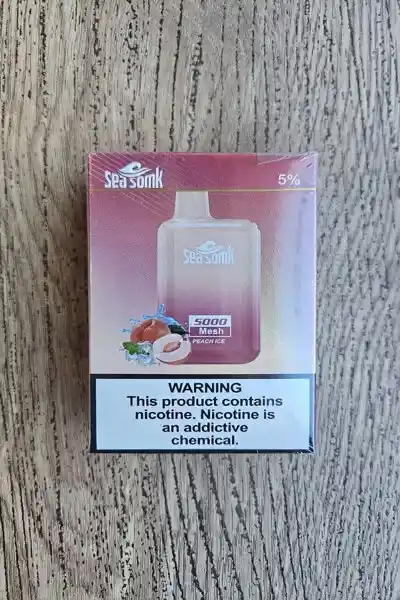 Sea somk
5%
Sea somk
5000
Mesh
PEACH ICE
WARNING
This product contains
nicotine. Nicotine is
an addictive
chemical.